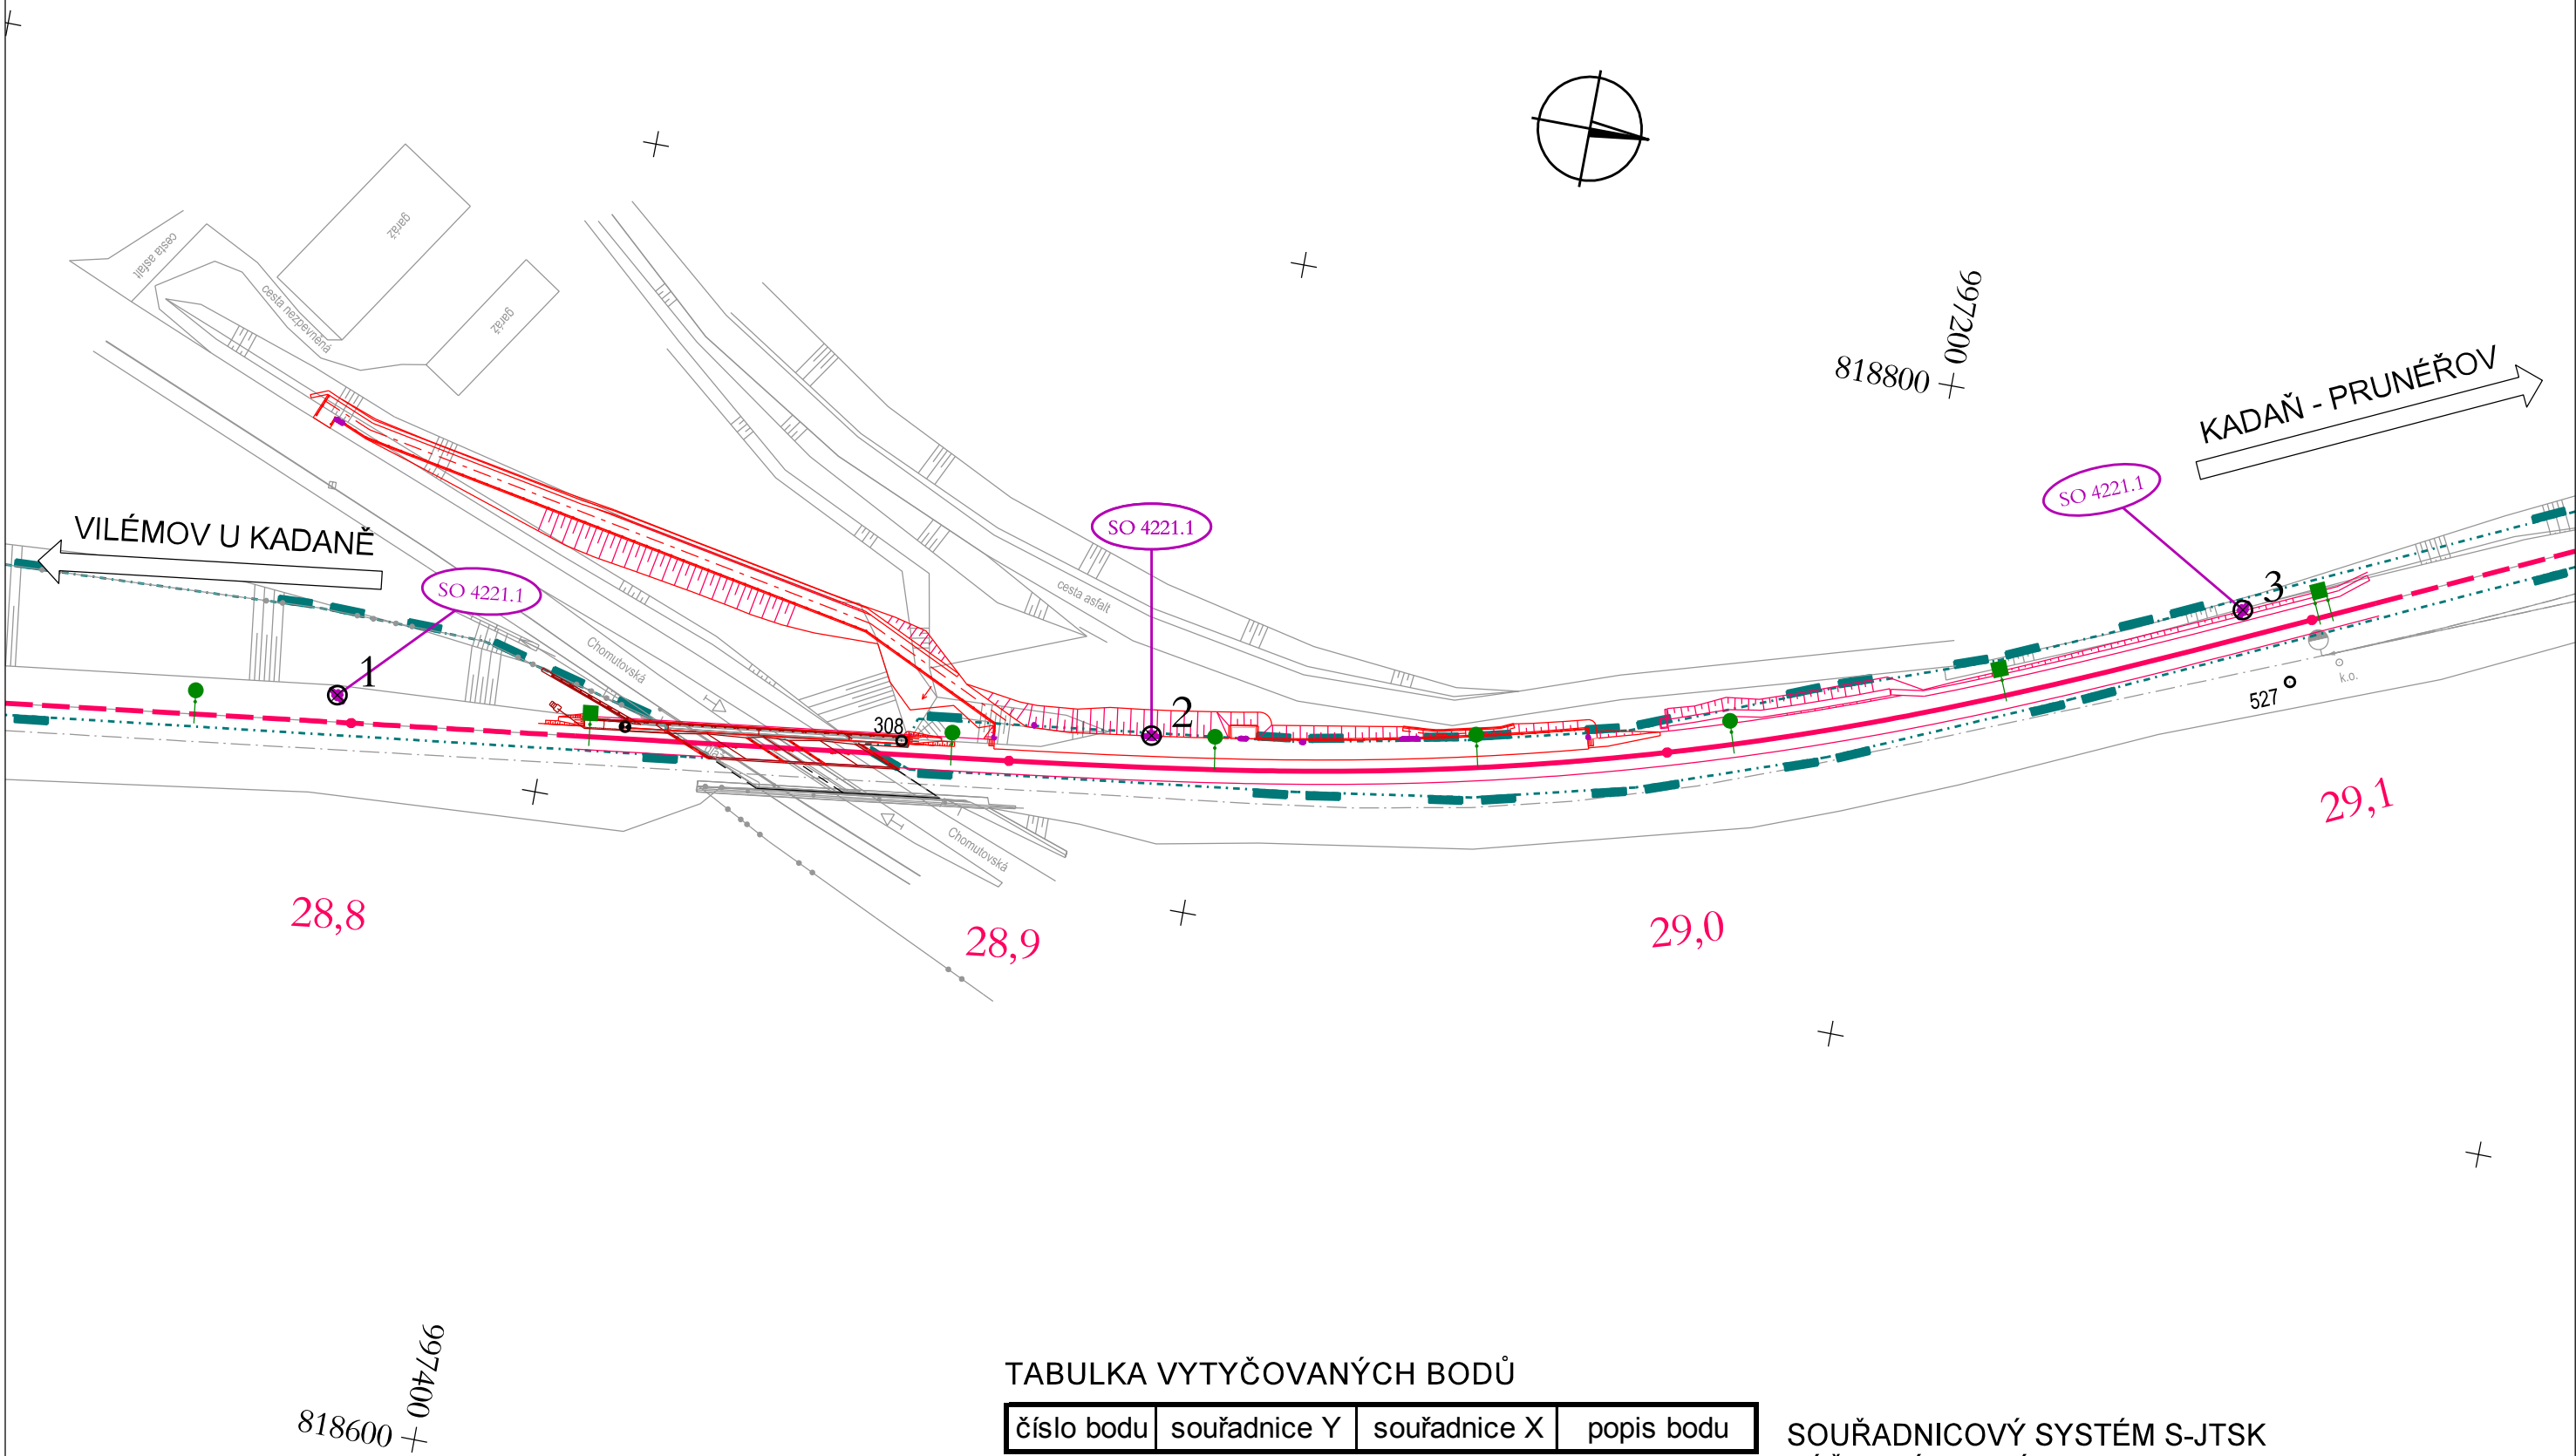 garáž
cesta asfalt
garáž
cesta nezpevněná
997200
818800
KADAŇ - PRUNÉŘOV
SO 4221.1
SO 4221.1
VILÉMOV U KADANĚ
SO 4221.1
cesta asfalt
3
1
Chomutovská
2
308
527
k.o.
29,1
Chomutovská
28,8
28,9
29,0
997400
818600
TABULKA VYTYČOVANÝCH BODŮ
číslo bodu souřadnice Y souřadnice X popis bodu
SOUŘADNICOVÝ SYSTÉM S-JTSK